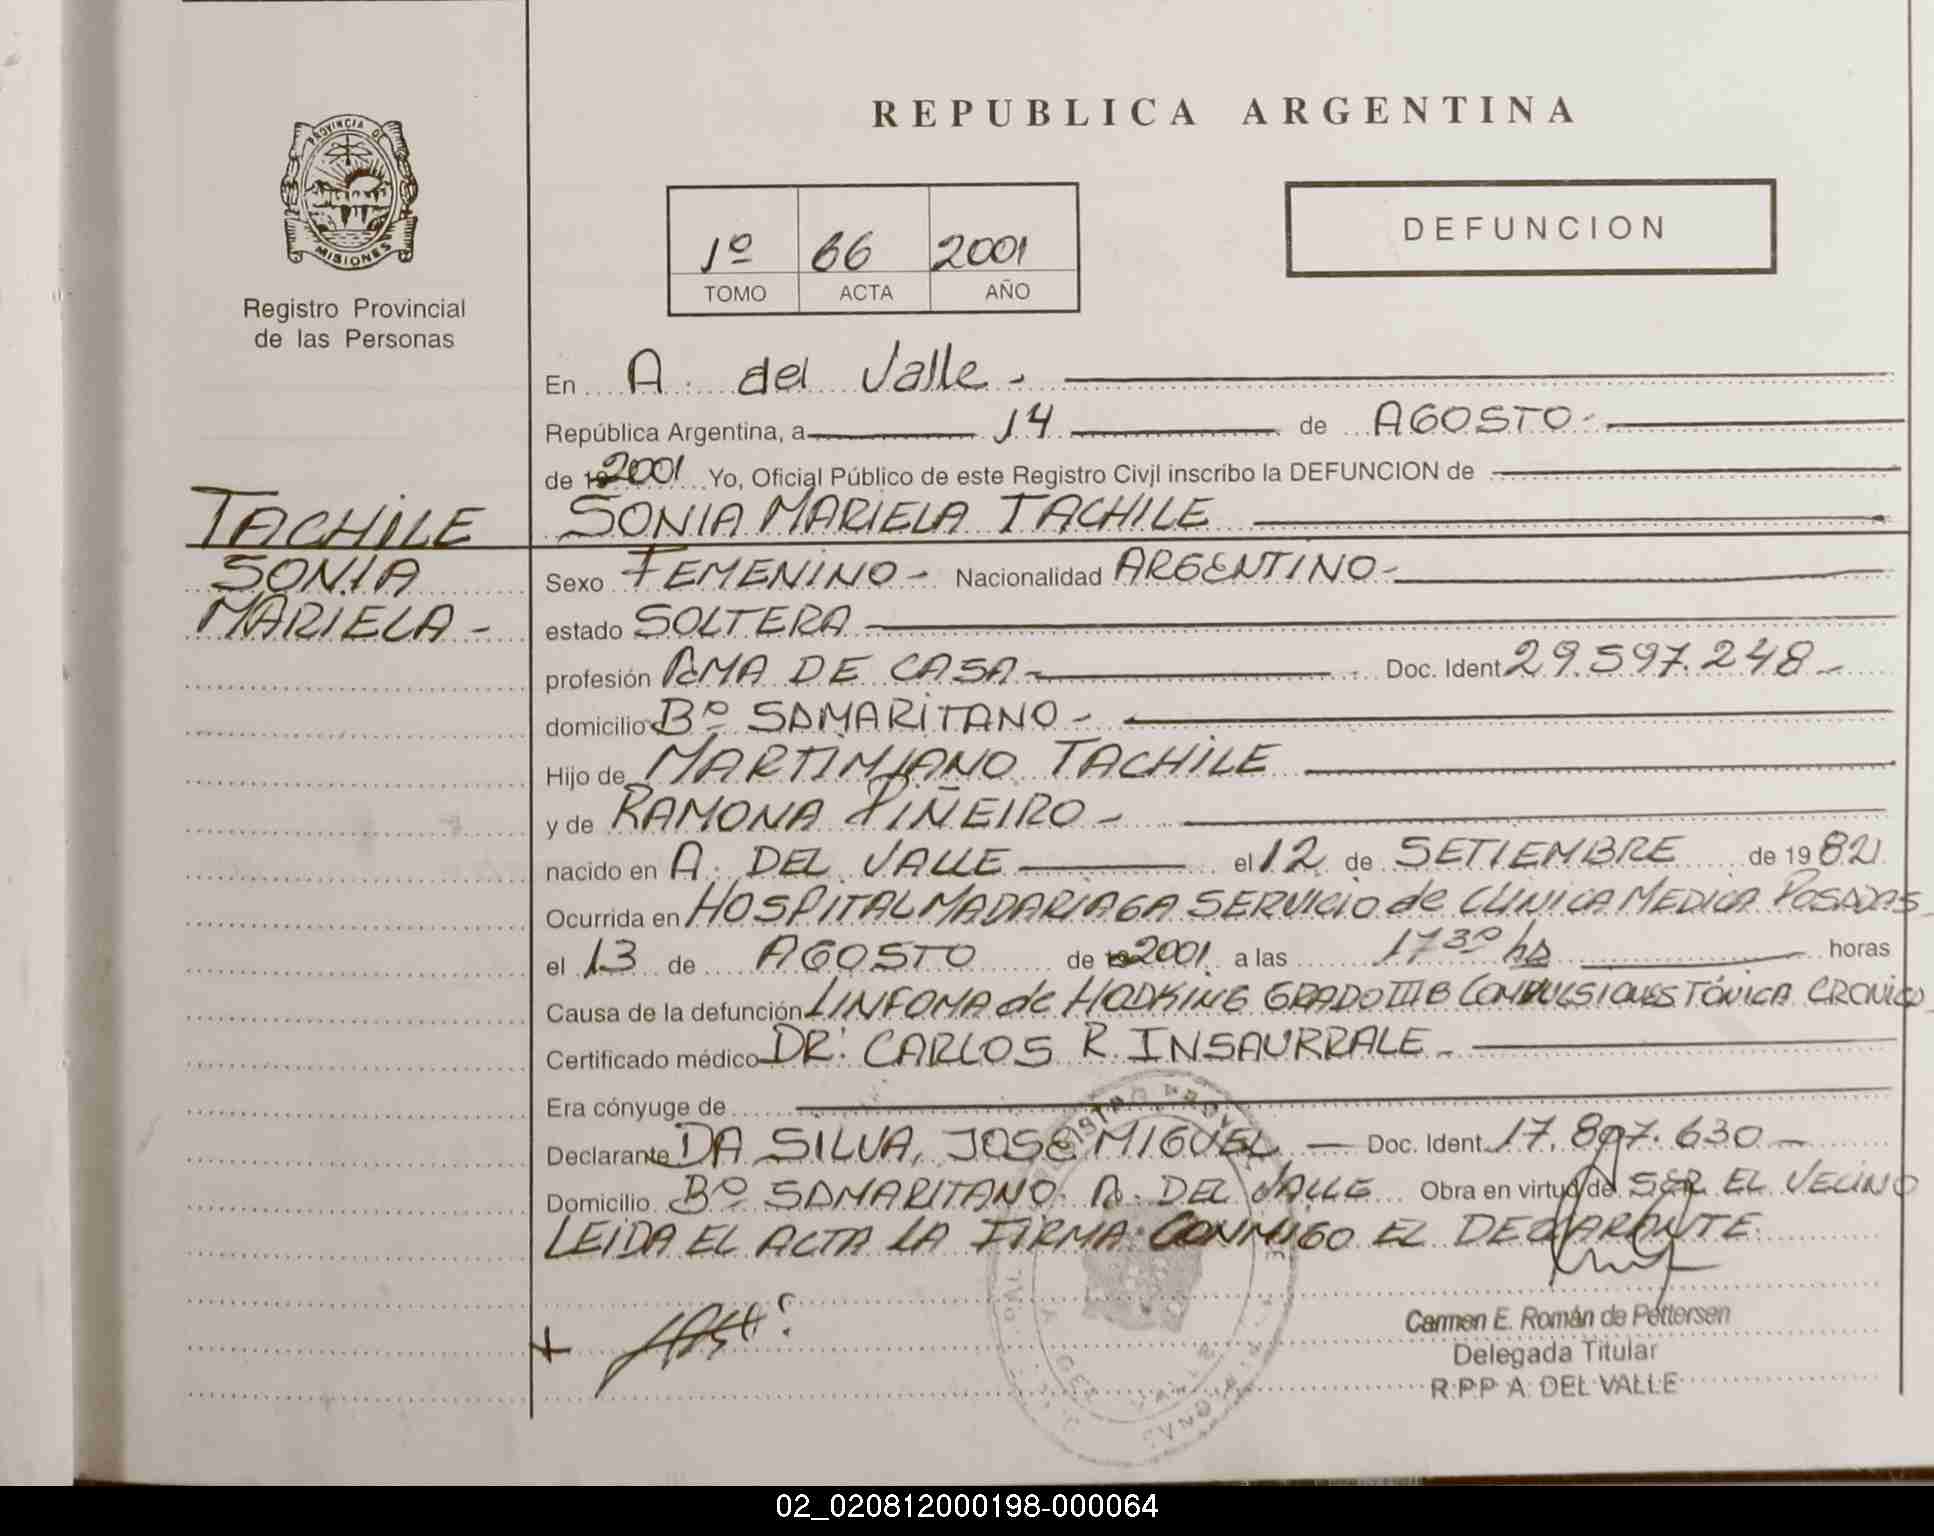 REPUBLICA ARGENTINA
PROVINCIA DE
MISIONES
Registro Provincial
de las Personas
1º 66 2001
TOMO ACTA AÑO
DEFUNCION
En A. del Valle -
República Argentina, a 14 de AGOSTO -
de 19 2001 Yo, Oficial Público de este Registro Civil inscribo la DEFUNCION de
SONIA MARIELA TACHILE
TACHILE
SONIA
MARIELA -
Sexo FEMENINO - Nacionalidad ARGENTINO -
estado SOLTERA
profesión AMA DE CASA - Doc. Ident. 29.597.248 -
domicilio Bº SAMARITANO -
Hijo de MARTIMIANO TACHILE
y de RAMONA PIÑEIRO -
nacido en A. DEL VALLE el 12 de SETIEMBRE de 19 82
Ocurrida en HOSPITAL MADARIAGA SERVICIO de CLINICA MEDICA POSADAS
el 13 de AGOSTO de 19 2001. a las 17 30 hs horas
Causa de la defunción LINFOMA de HODKING GRADO III B CONVULSIONES TÓNICA CRONICO
Certificado médico DR: CARLOS R. INSAURRALE -
Era cónyuge de
Declarante DA SILVA, JOSE MIGUEL - Doc. Ident. 17.897.630 -
Domicilio Bº SAMARITANO. A. DEL VALLE Obra en virtud de SER EL VECINO
LEIDA EL ACTA LA FIRMA CONMIGO EL DECLARANTE
Carmen E. Román de Pettersen
Delegada Titular
R.P.P A. DEL VALLE
02_020812000198-000064